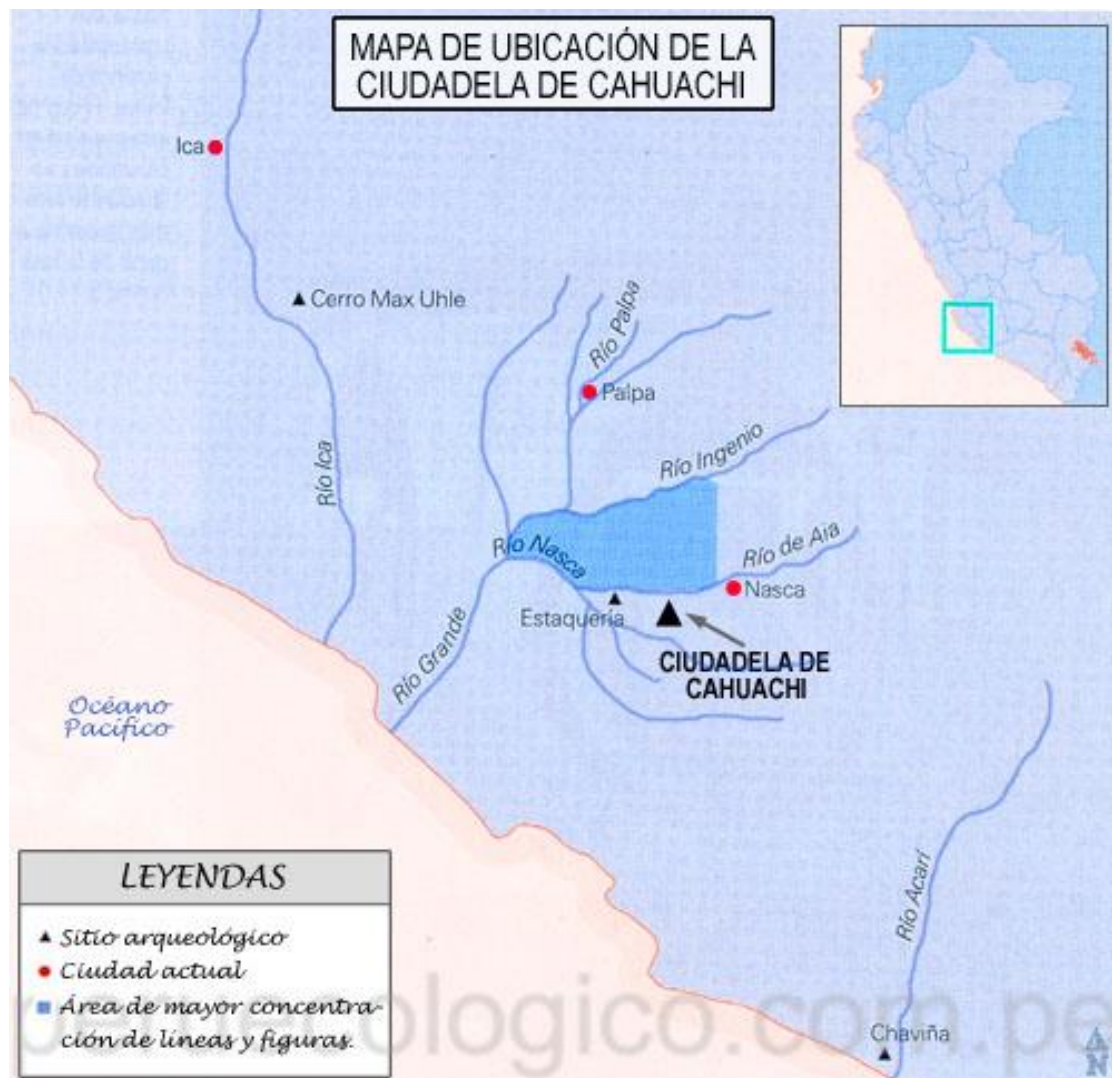 MAPA DE UBICACIÓN DE LA
CIUDADELA DE CAHUACHI
Ica
Cerro Max Uhle
Río Palpa
Palpa
Río Ica
Río Ingenio
Río Nasca
Río de Aia
Nasca
Estaquería
Río Grande
CIUDADELA DE
CAHUACHI
Océano
Pacífico
Río Acarí
Chaviña
LEYENDAS
Sitio arqueológico
Ciudad actual
Área de mayor concentra-
ción de líneas y figuras.
peruecologico.com.pe
N